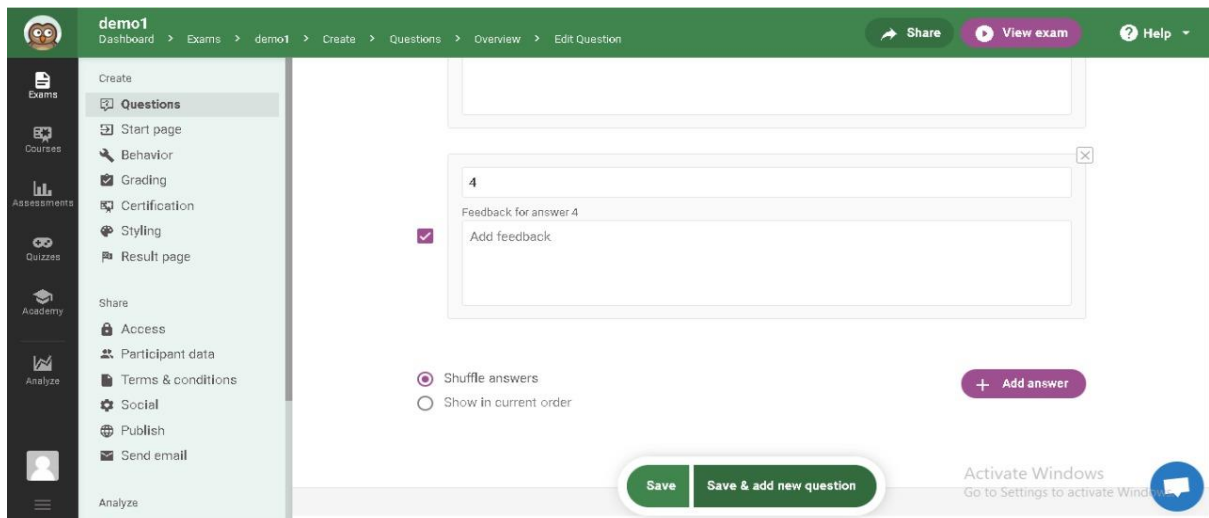 demo1
Dashboard > Exams > demo1 > Create > Questions > Overview > Edit Question
Share
View exam
Help
Exams
Courses
Assessments
Quizzes
Academy
Analyze
Create
Questions
Start page
Behavior
Grading
Certification
Styling
Result page
Share
Access
Participant data
Terms & conditions
Social
Publish
Send email
Analyze
4
Feedback for answer 4
Add feedback
Shuffle answers
Show in current order
+ Add answer
Save
Save & add new question
Activate Windows
Go to Settings to activate